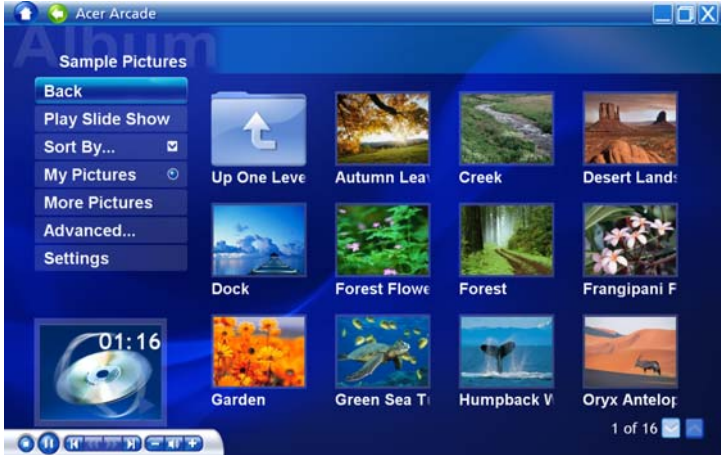 Acer Arcade
Album
Sample Pictures
Back
Play Slide Show
Sort By...
My Pictures
More Pictures
Advanced...
Settings
Up One Leve
Autumn Lea
Creek
Desert Lands
Dock
Forest Flowe
Forest
Frangipani F
Garden
Green Sea T
Humpback W
Oryx Antelop
01:16
1 of 16